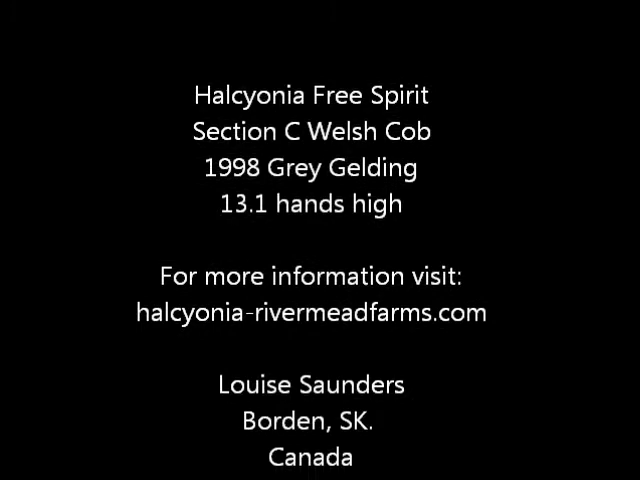 Halcyonia Free Spirit
Section C Welsh Cob
1998 Grey Gelding
13.1 hands high
For more information visit:
halcyonia-rivermeadfarms.com
Louise Saunders
Borden, SK.
Canada